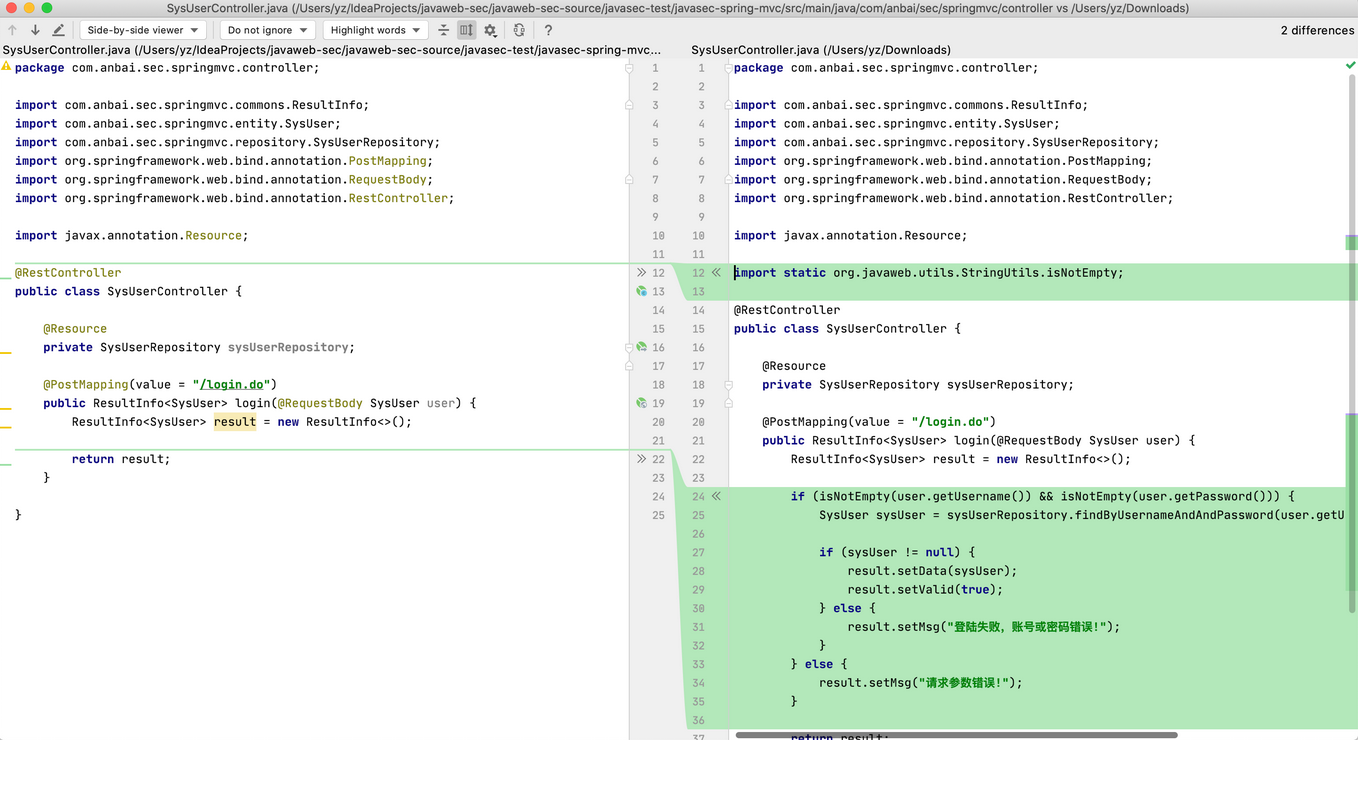 SysUserController.java (/Users/yz/IdeaProjects/javaweb-sec/javaweb-sec-source/javasec-test/javasec-spring-mvc/src/main/java/com/anbai/sec/springmvc/controller vs /Users/yz/Downloads)
Side-by-side viewer Do not ignore Highlight words ? 2 differences
SysUserController.java (/Users/yz/IdeaProjects/javaweb-sec/javaweb-sec-source/javasec-test/javasec-spring-mvc...
package com.anbai.sec.springmvc.controller; 1
2
import com.anbai.sec.springmvc.commons.ResultInfo; 3
import com.anbai.sec.springmvc.entity.SysUser; 4
import com.anbai.sec.springmvc.repository.SysUserRepository; 5
import org.springframework.web.bind.annotation.PostMapping; 6
import org.springframework.web.bind.annotation.RequestBody; 7
import org.springframework.web.bind.annotation.RestController; 8
9
import javax.annotation.Resource; 10
11
@RestController 12
public class SysUserController { 13
14
@Resource 15
private SysUserRepository sysUserRepository; 16
17
@PostMapping(value = "/login.do") 18
public ResultInfo<SysUser> login(@RequestBody SysUser user) { 19
ResultInfo<SysUser> result = new ResultInfo<>(); 20
21
return result; 22
} 23
24
} 25
SysUserController.java (/Users/yz/Downloads)
1 package com.anbai.sec.springmvc.controller;
2
3 import com.anbai.sec.springmvc.commons.ResultInfo;
4 import com.anbai.sec.springmvc.entity.SysUser;
5 import com.anbai.sec.springmvc.repository.SysUserRepository;
6 import org.springframework.web.bind.annotation.PostMapping;
7 import org.springframework.web.bind.annotation.RequestBody;
8 import org.springframework.web.bind.annotation.RestController;
9
10 import javax.annotation.Resource;
11
12 import static org.javaweb.utils.StringUtils.isNotEmpty;
13
14 @RestController
15 public class SysUserController {
16
17 @Resource
18 private SysUserRepository sysUserRepository;
19
20 @PostMapping(value = "/login.do")
21 public ResultInfo<SysUser> login(@RequestBody SysUser user) {
22 ResultInfo<SysUser> result = new ResultInfo<>();
23
24 if (isNotEmpty(user.getUsername()) && isNotEmpty(user.getPassword())) {
25 SysUser sysUser = sysUserRepository.findByUsernameAndAndPassword(user.getU
26
27 if (sysUser != null) {
28 result.setData(sysUser);
29 result.setValid(true);
30 } else {
31 result.setMsg("登陆失败，账号或密码错误!");
32 }
33 } else {
34 result.setMsg("请求参数错误!");
35 }
36
37 return result;